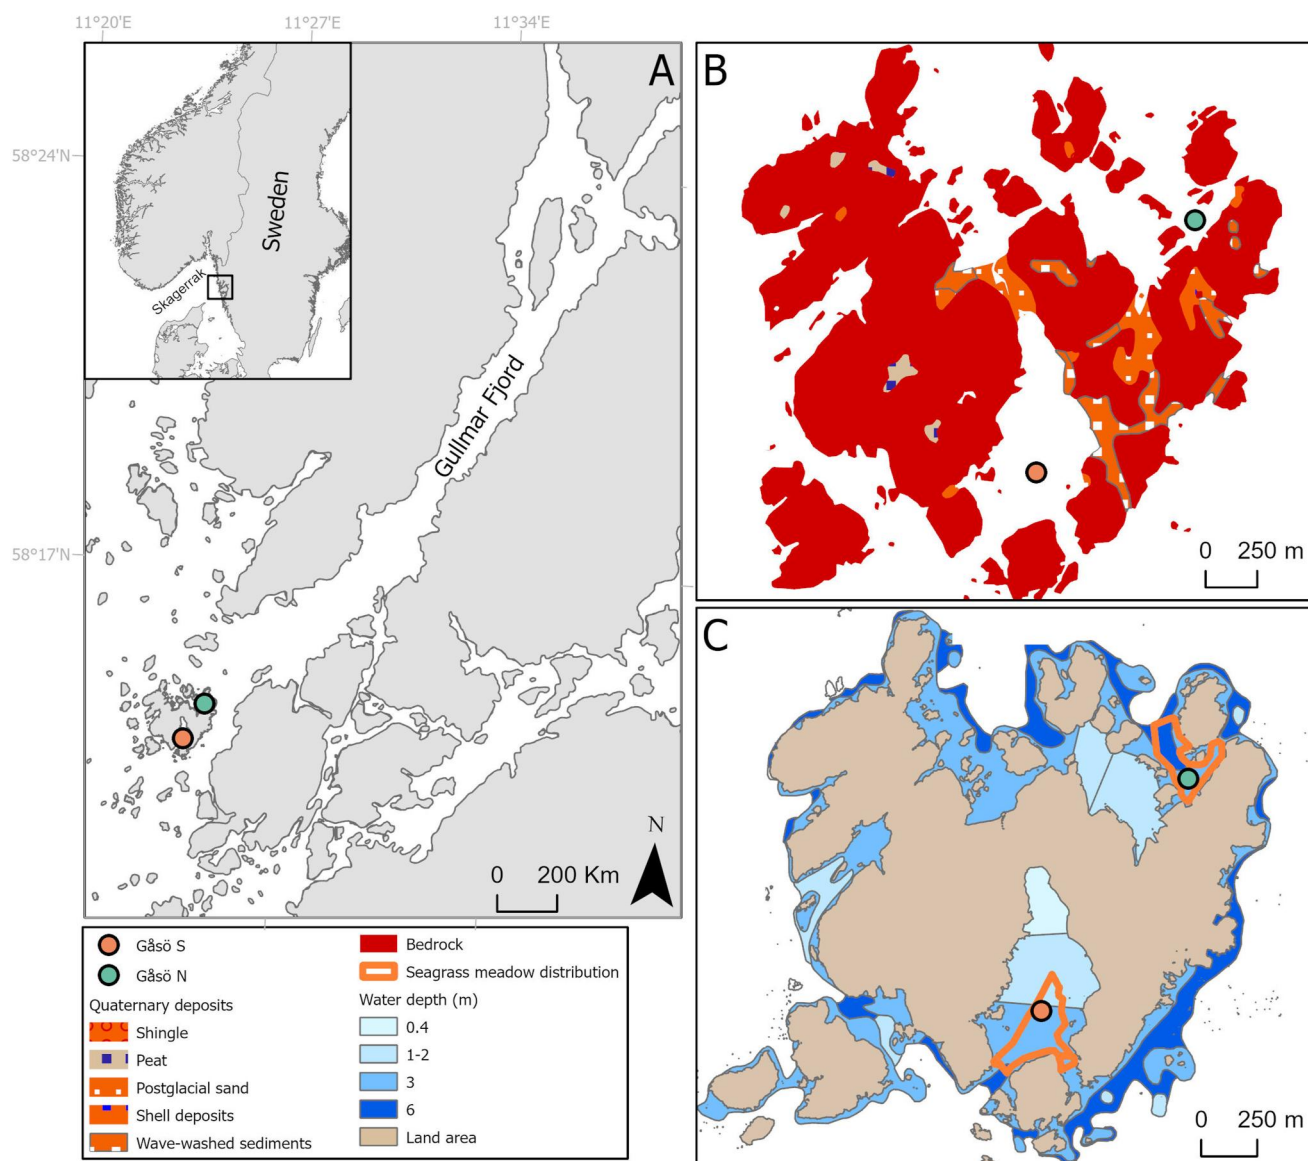 11°20'E 11°27'E 11°34'E
A
58°24'N
Sweden
Skagerrak
Gullmar Fjord
58°17'N
N
0 200 Km
B
0 250 m
C
0 250 m
Gåsö S
Gåsö N
Quaternary deposits
Shingle
Peat
Postglacial sand
Shell deposits
Wave-washed sediments
Bedrock
Seagrass meadow distribution
Water depth (m)
0.4
1-2
3
6
Land area